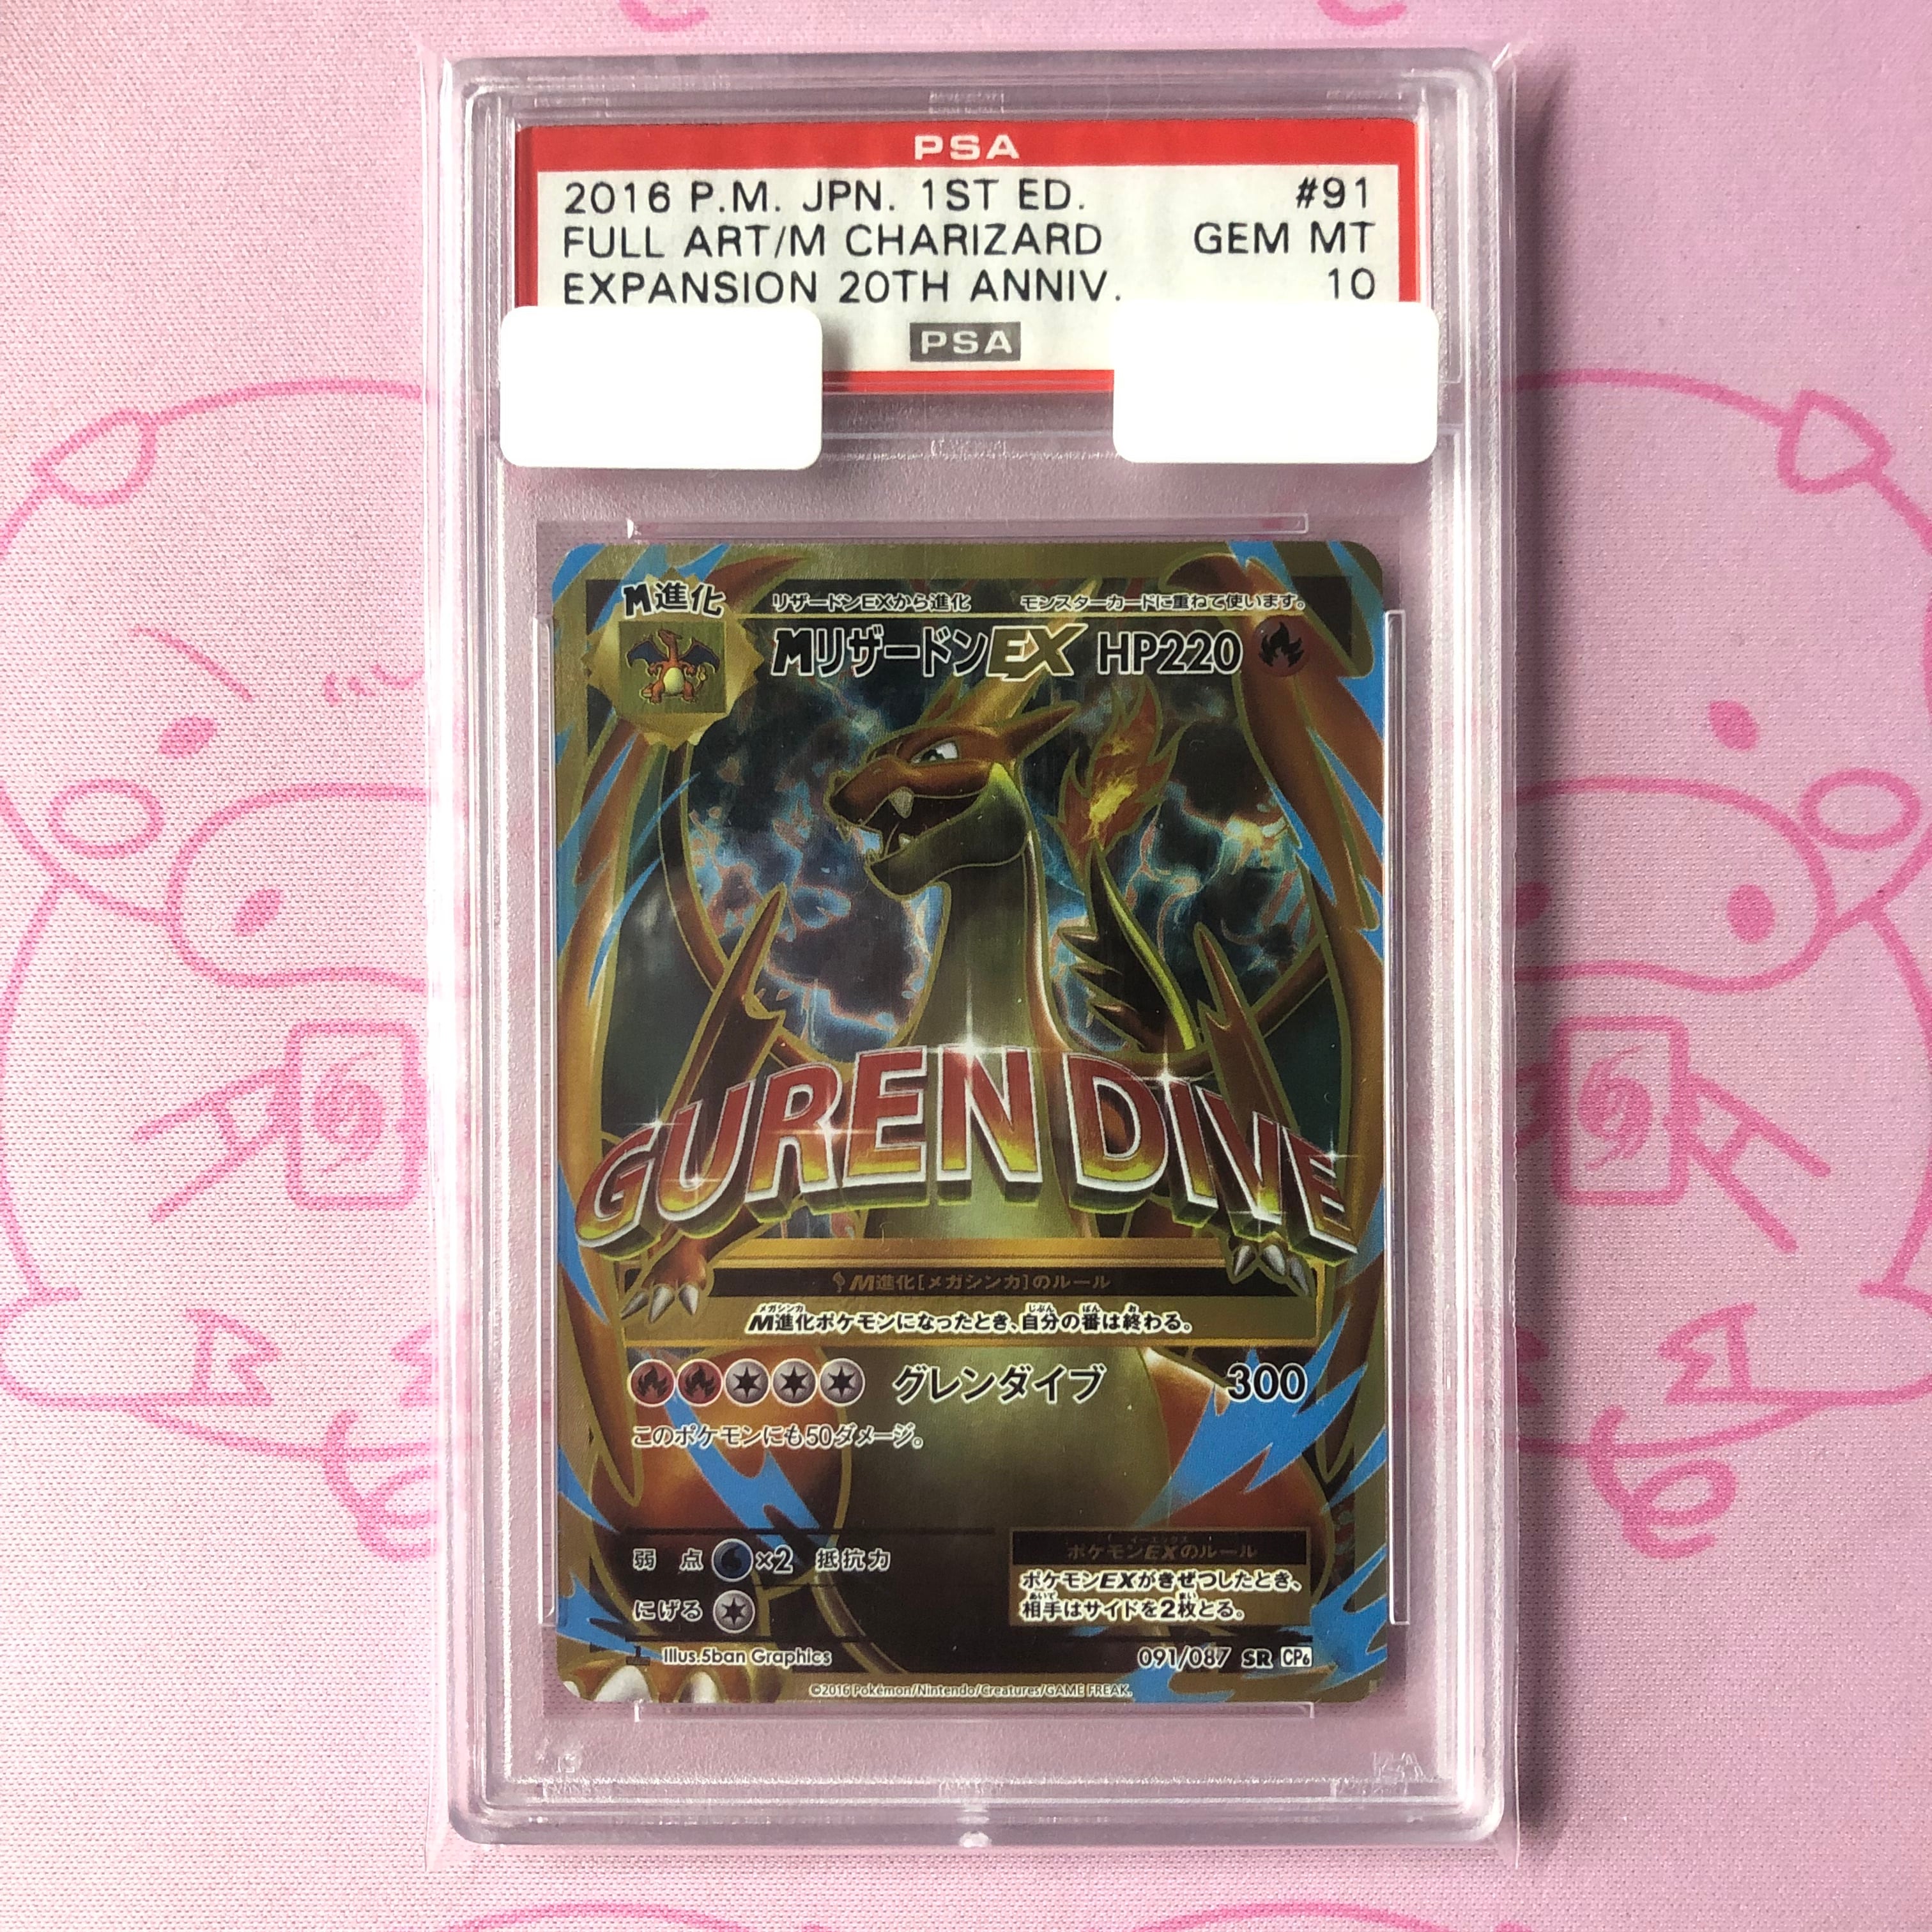 PSA
2016 P.M. JPN. 1ST ED. #91
FULL ART/M CHARIZARD GEM MT
EXPANSION 20TH ANNIV. 10
PSA
M進化 リザードンEXから進化 モンスターカードに重ねて使います。
MリザードンEX HP220
GUREN DIVE
M進化[メガシンカ]のルール
M進化ポケモンになったとき、自分の番は終わる。
グレンダイブ 300
このポケモンにも50ダメージ。
弱点 ×2 抵抗力
にげる
ポケモンEXのルール
ポケモンEXがきぜつしたとき、
相手はサイドを2枚とる。
Illus.5ban Graphics 091/087 SR CP6
©2016 Pokémon/Nintendo/Creatures/GAME FREAK.